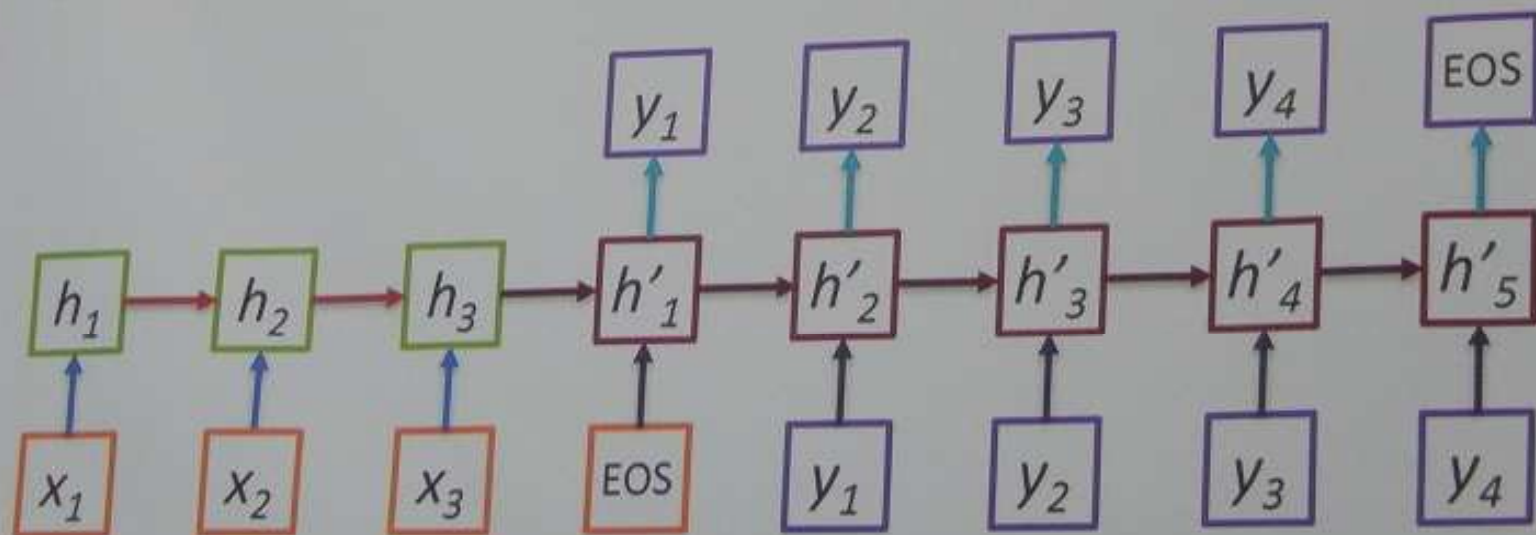 y₁ y₂ y₃ y₄ EOS
h₁ h₂ h₃ h'₁ h'₂ h'₃ h'₄ h'₅
x₁ x₂ x₃ EOS y₁ y₂ y₃ y₄